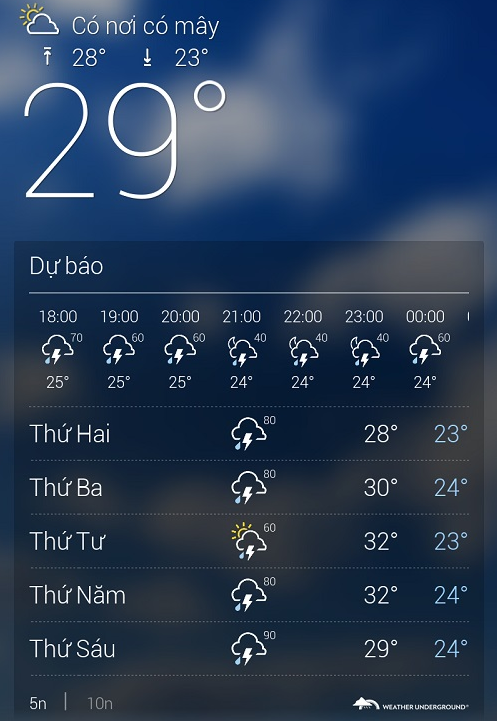 Có nơi có mây
28° 23°
29°
Dự báo
18:00 19:00 20:00 21:00 22:00 23:00 00:00
70 60 60 40 40 40 60
25° 25° 25° 24° 24° 24° 24°
Thứ Hai 80 28° 23°
Thứ Ba 80 30° 24°
Thứ Tư 60 32° 23°
Thứ Năm 80 32° 24°
Thứ Sáu 90 29° 24°
5n | 10n WEATHER UNDERGROUND